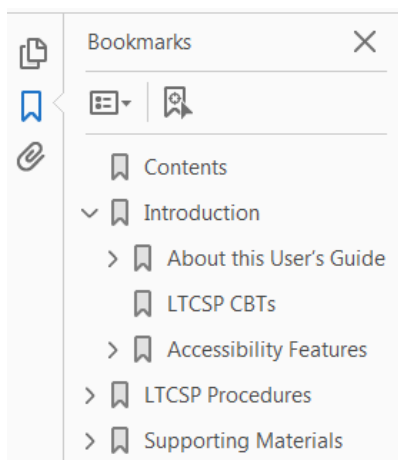 Bookmarks
Contents
Introduction
About this User's Guide
LTCSP CBTs
Accessibility Features
LTCSP Procedures
Supporting Materials